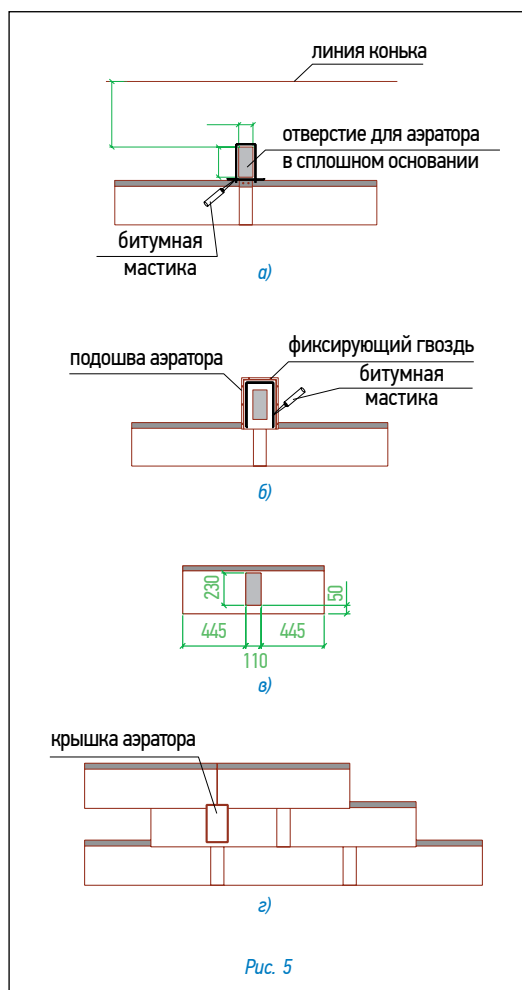 линия конька
отверстие для аэратора
в сплошном основании
битумная
мастика
а)
подошва аэратора
фиксирующий гвоздь
битумная
мастика
б)
230
50
445
445
110
в)
крышка аэратора
г)
Рис. 5